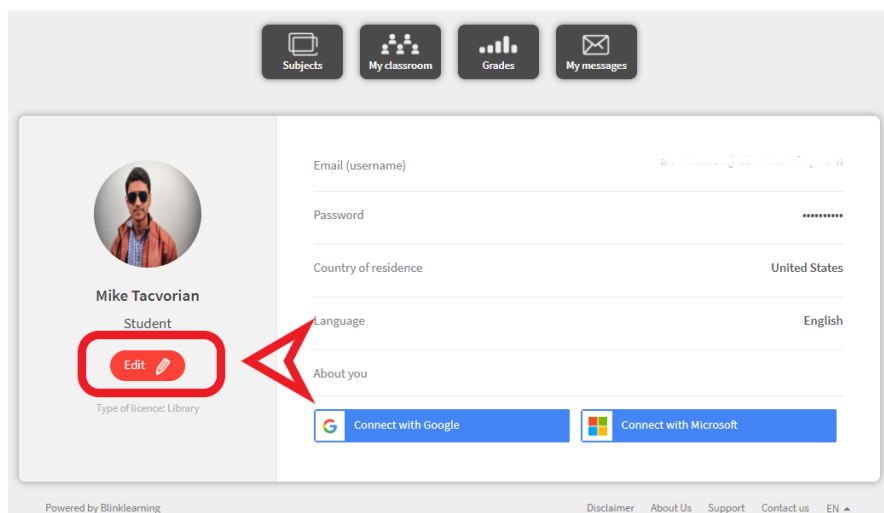 Subjects
My classroom
Grades
My messages
Email (username)
Password ••••••••••
Country of residence United States
Mike Tacvorian
Student
Language English
Edit
About you
Type of licence: Library
Connect with Google
Connect with Microsoft
Powered by Blinklearning
Disclaimer About Us Support Contact us EN